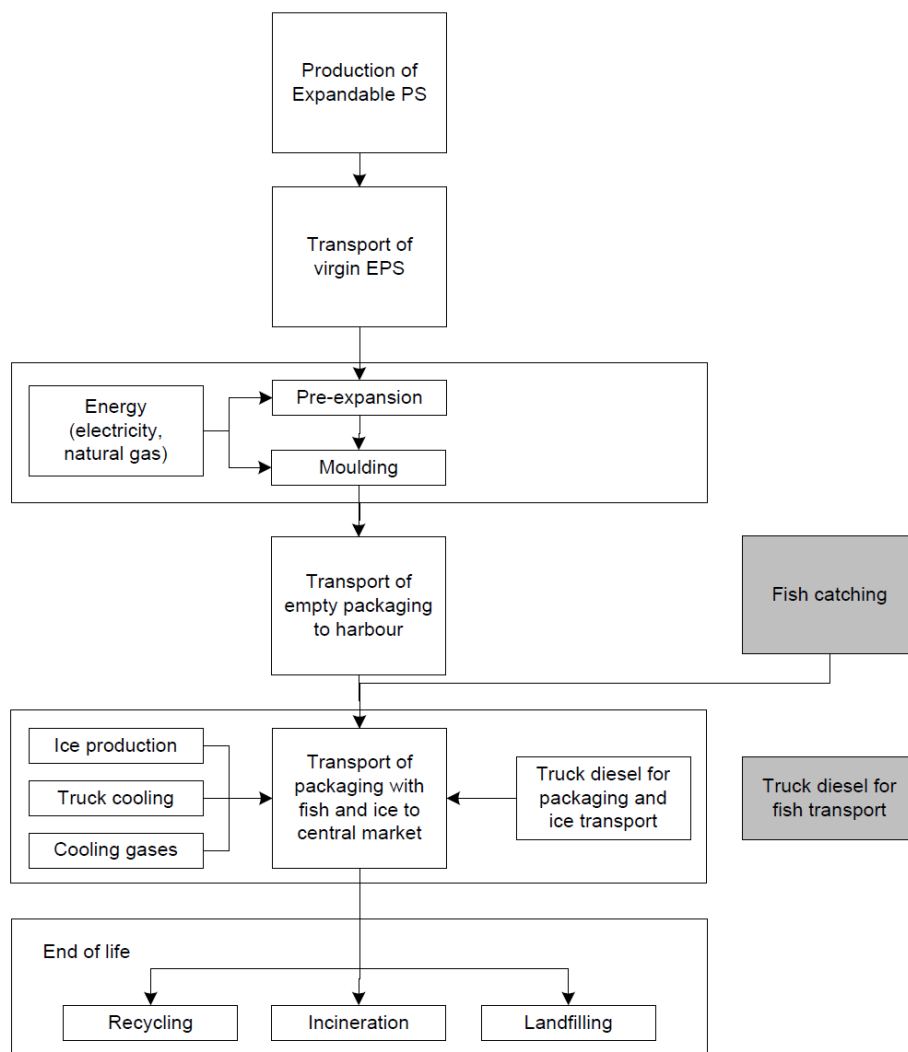 Production of
Expandable PS
Transport of
virgin EPS
Energy
(electricity,
natural gas)
Pre-expansion
Moulding
Transport of
empty packaging
to harbour
Fish catching
Ice production
Truck cooling
Cooling gases
Transport of
packaging with
fish and ice to
central market
Truck diesel for
packaging and
ice transport
Truck diesel for
fish transport
End of life
Recycling
Incineration
Landfilling